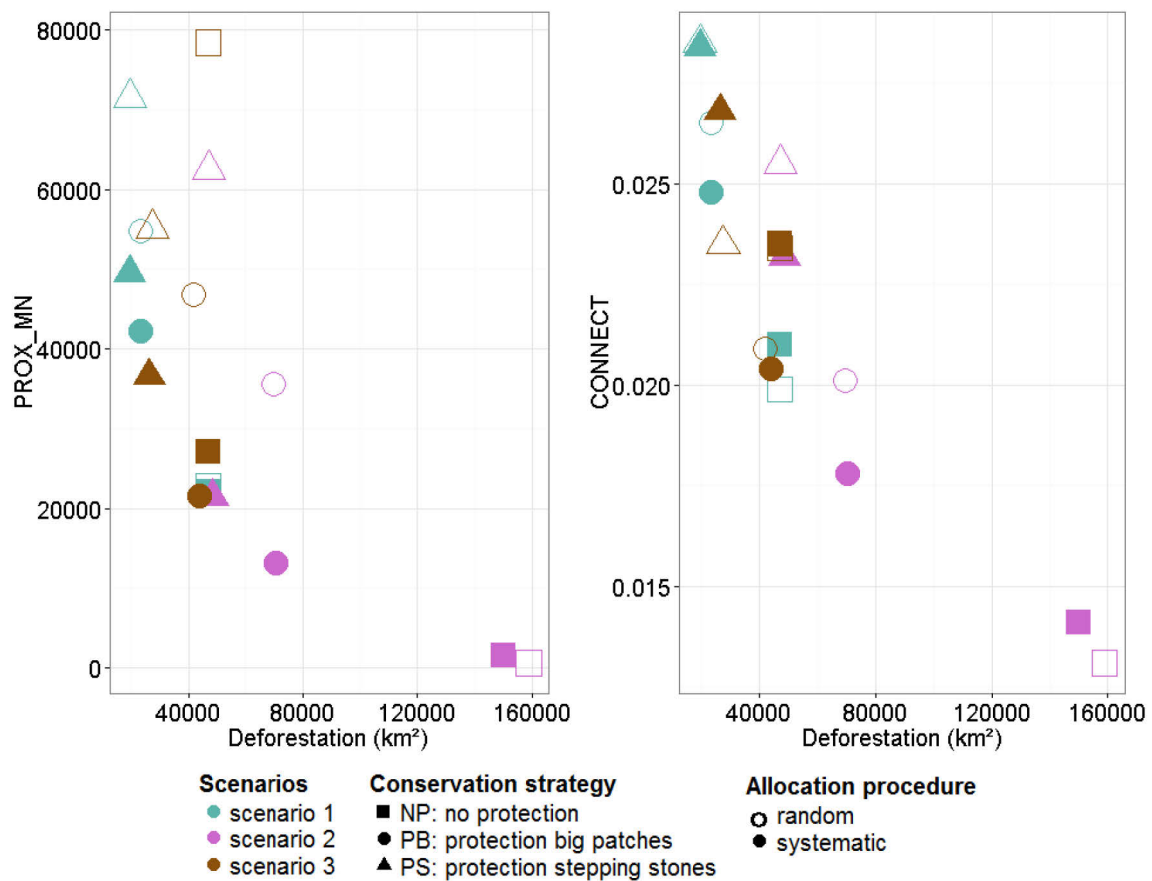 80000
60000
40000
20000
0
PROX_MN
40000 80000 120000 160000
Deforestation (km²)
0.025
0.020
0.015
CONNECT
40000 80000 120000 160000
Deforestation (km²)
Scenarios
scenario 1
scenario 2
scenario 3
Conservation strategy
NP: no protection
PB: protection big patches
PS: protection stepping stones
Allocation procedure
random
systematic